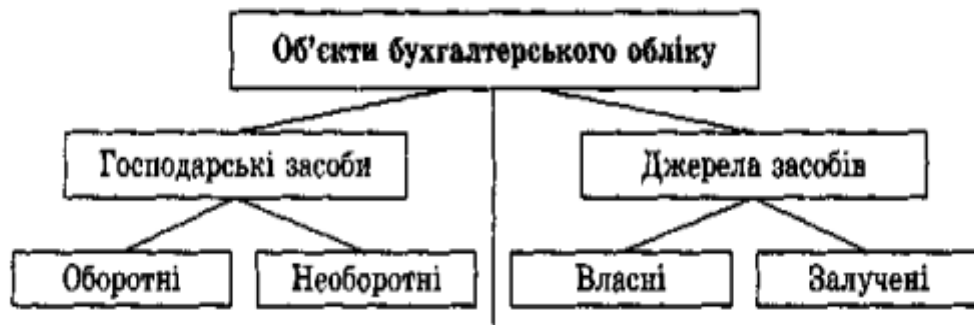 Об'єкти бухгалтерського обліку
Господарські засоби
Джерела засобів
Оборотні
Необоротні
Власні
Залучені